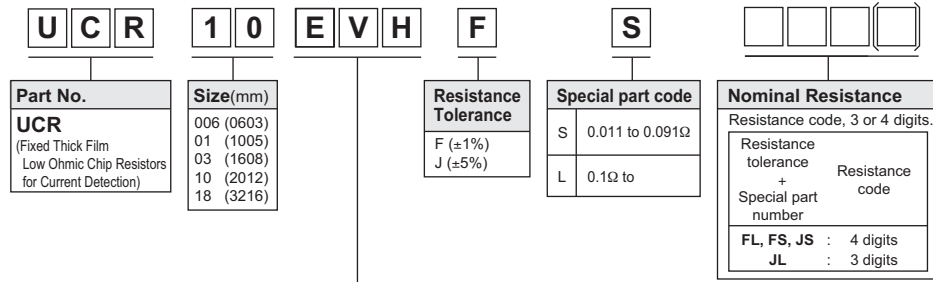 U C R 1 0 E V H F S
Part No.
UCR
(Fixed Thick Film
Low Ohmic Chip Resistors
for Current Detection)
Size(mm)
006 (0603)
01 (1005)
03 (1608)
10 (2012)
18 (3216)
Resistance
Tolerance
F (±1%)
J (±5%)
Special part code
S 0.011 to 0.091Ω
L 0.1Ω to
Nominal Resistance
Resistance code, 3 or 4 digits.
Resistance
tolerance
+
Special part
number
Resistance
code
FL, FS, JS : 4 digits
JL : 3 digits